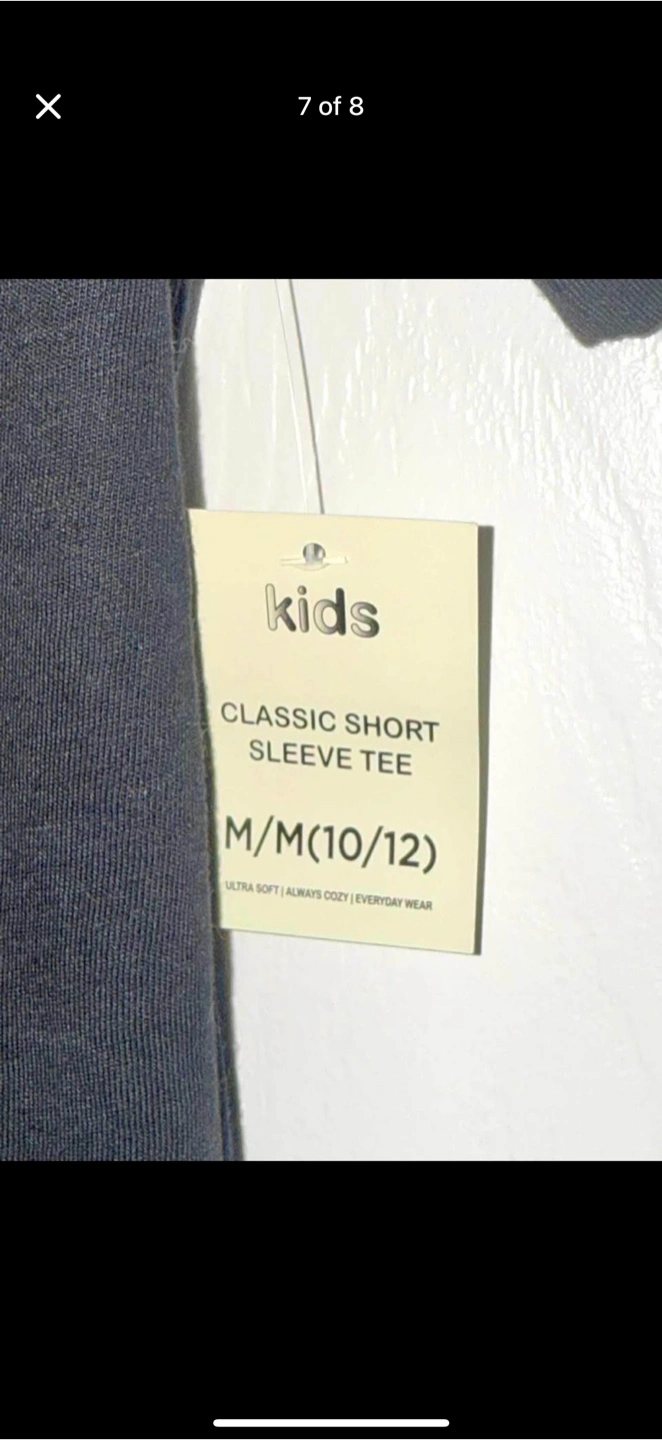 7 of 8
kids
CLASSIC SHORT
SLEEVE TEE
M/M(10/12)
ULTRA SOFT | ALWAYS COZY | EVERYDAY WEAR